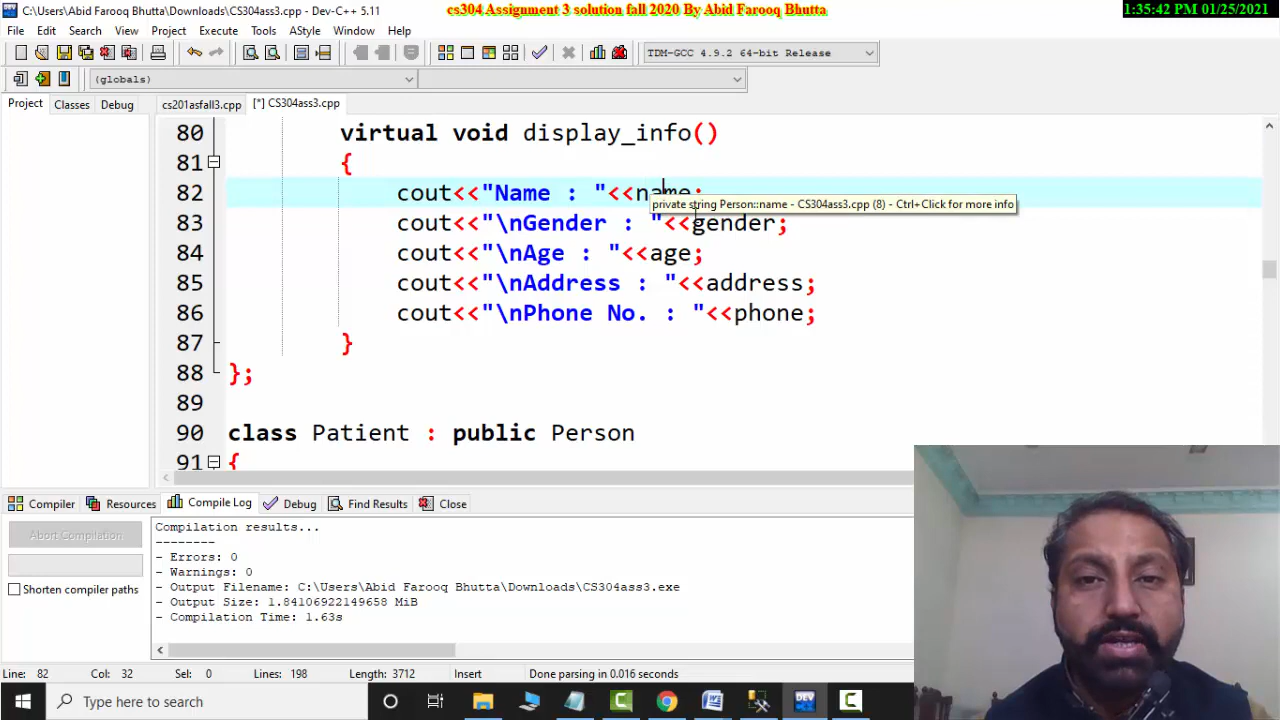 C:\Users\Abid Farooq Bhutta\Downloads\CS304ass3.cpp - Dev-C++ 5.11
cs304 Assignment 3 solution fall 2020 By Abid Farooq Bhutta
1:35:42 PM 01/25/2021
File Edit Search View Project Execute Tools AStyle Window Help
TDM-GCC 4.9.2 64-bit Release
(globals)
Project Classes Debug cs201asfall3.cpp [*] CS304ass3.cpp
80 virtual void display_info()
81 {
82 cout<<"Name : "<<name;
private string Person::name - CS304ass3.cpp (8) - Ctrl+Click for more info
83 cout<<"\nGender : "<<gender;
84 cout<<"\nAge : "<<age;
85 cout<<"\nAddress : "<<address;
86 cout<<"\nPhone No. : "<<phone;
87 }
88 };
89
90 class Patient : public Person
91 {
Compiler Resources Compile Log Debug Find Results Close
Abort Compilation
Shorten compiler paths
Compilation results...
--------
- Errors: 0
- Warnings: 0
- Output Filename: C:\Users\Abid Farooq Bhutta\Downloads\CS304ass3.exe
- Output Size: 1.84106922149658 MiB
- Compilation Time: 1.63s
Line: 82 Col: 32 Sel: 0 Lines: 198 Length: 3712 Insert Done parsing in 0.016 seconds
Type here to search